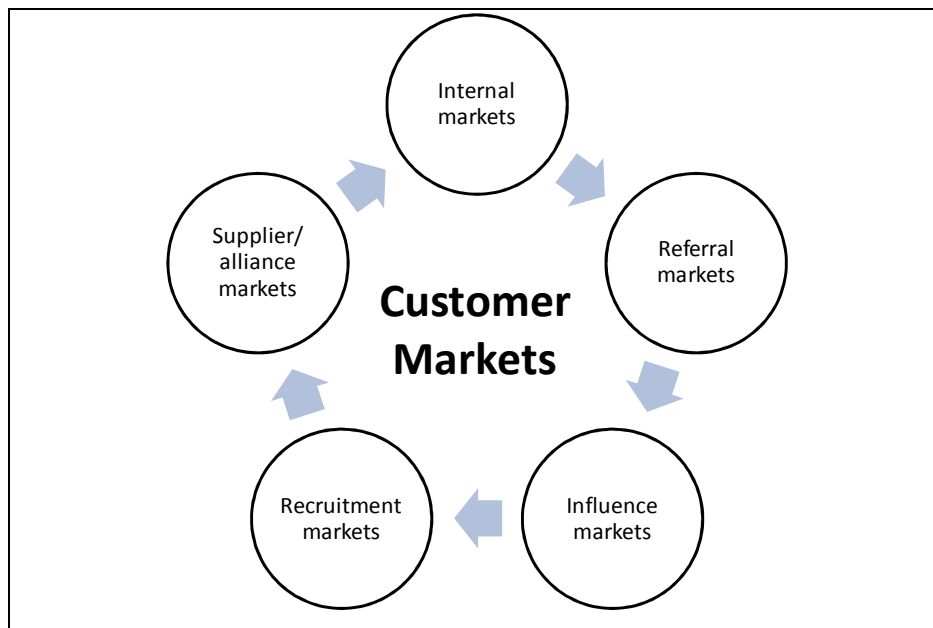 Internal
markets
Referral
markets
Influence
markets
Recruitment
markets
Supplier/
alliance
markets
Customer
Markets